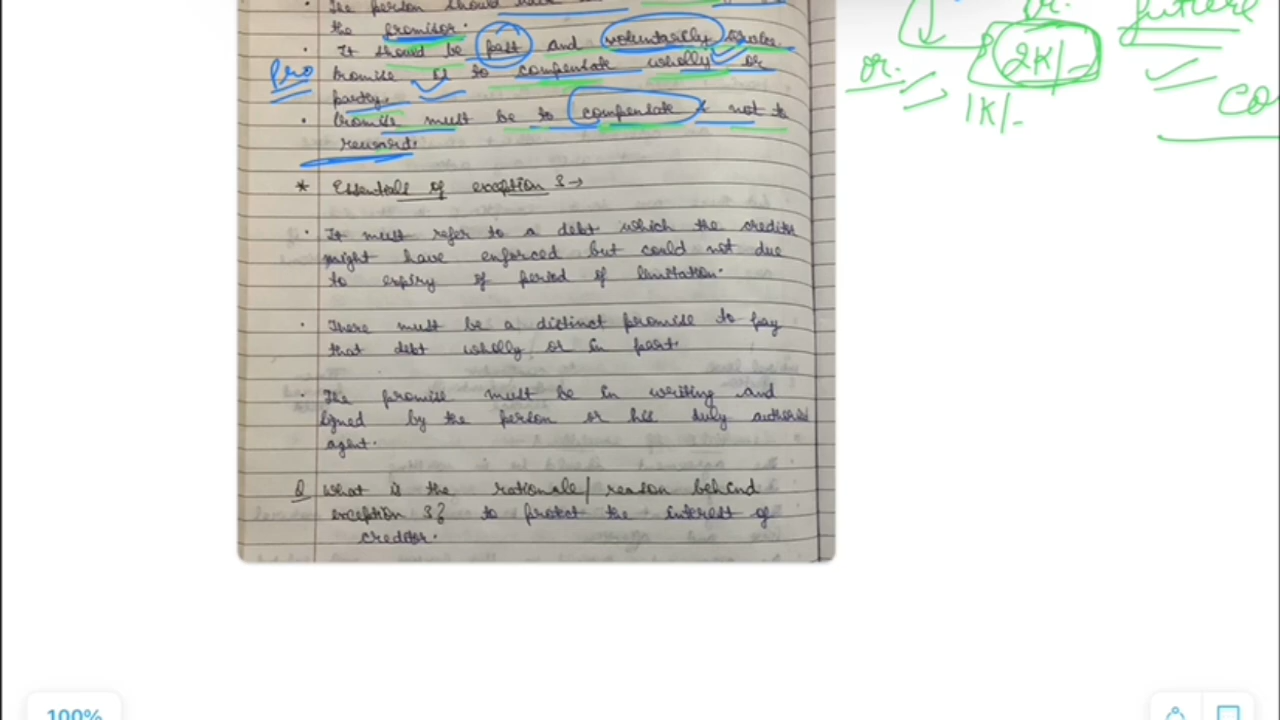 the promisor.
• It should be past and voluntarily service.
Pro promise is to compensate wholly or
partly.
• Promise must be to compensate & not to
reward.
* Essentials of exception 3 →
• It must refer to a debt which the creditor
might have enforced but could not due
to expiry of period of limitation.
• There must be a distinct promise to pay
that debt wholly or in part.
• The promise must be in writing and
signed by the person or his duly authorised
agent.
Q What is the rationale/reason behind
exception 3? to protect the interest of
creditor.
future
or.
2K/-
1K/-
CO
100%